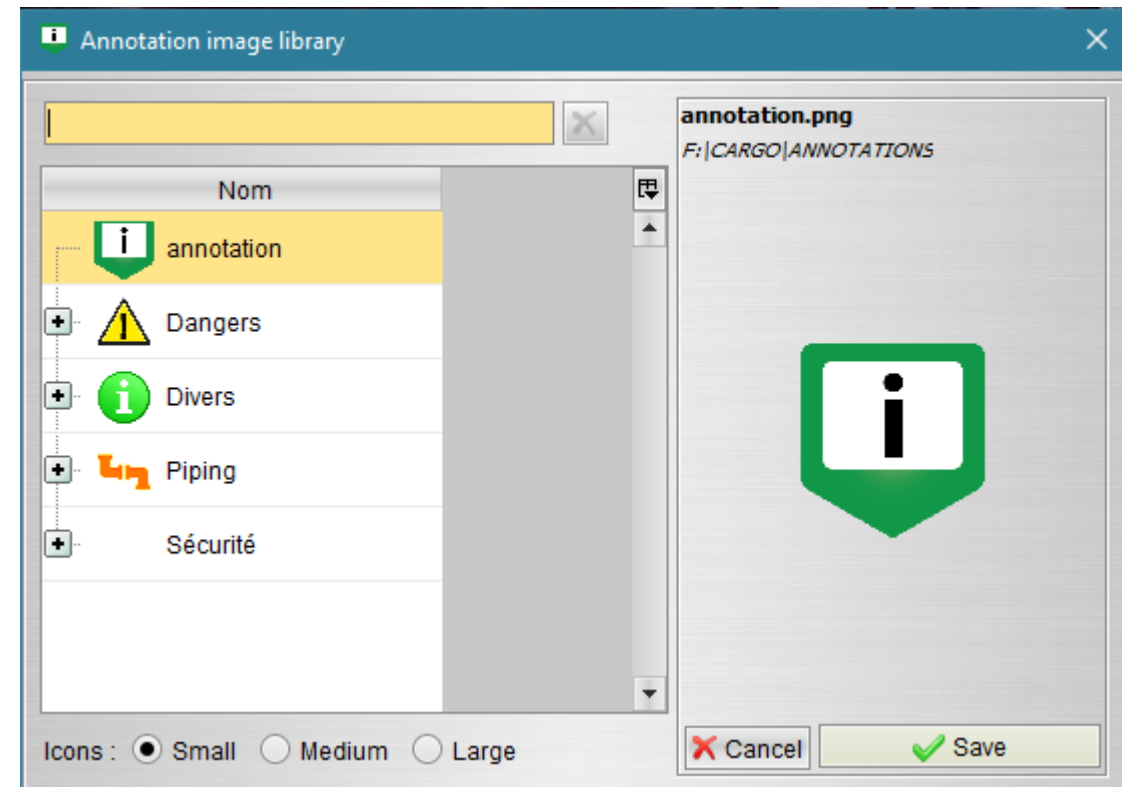 Annotation image library
annotation.png
F:|CARGO|ANNOTATIONS
Nom
i annotation
Dangers
i Divers
Piping
Sécurité
i
Icons : Small Medium Large
Cancel Save